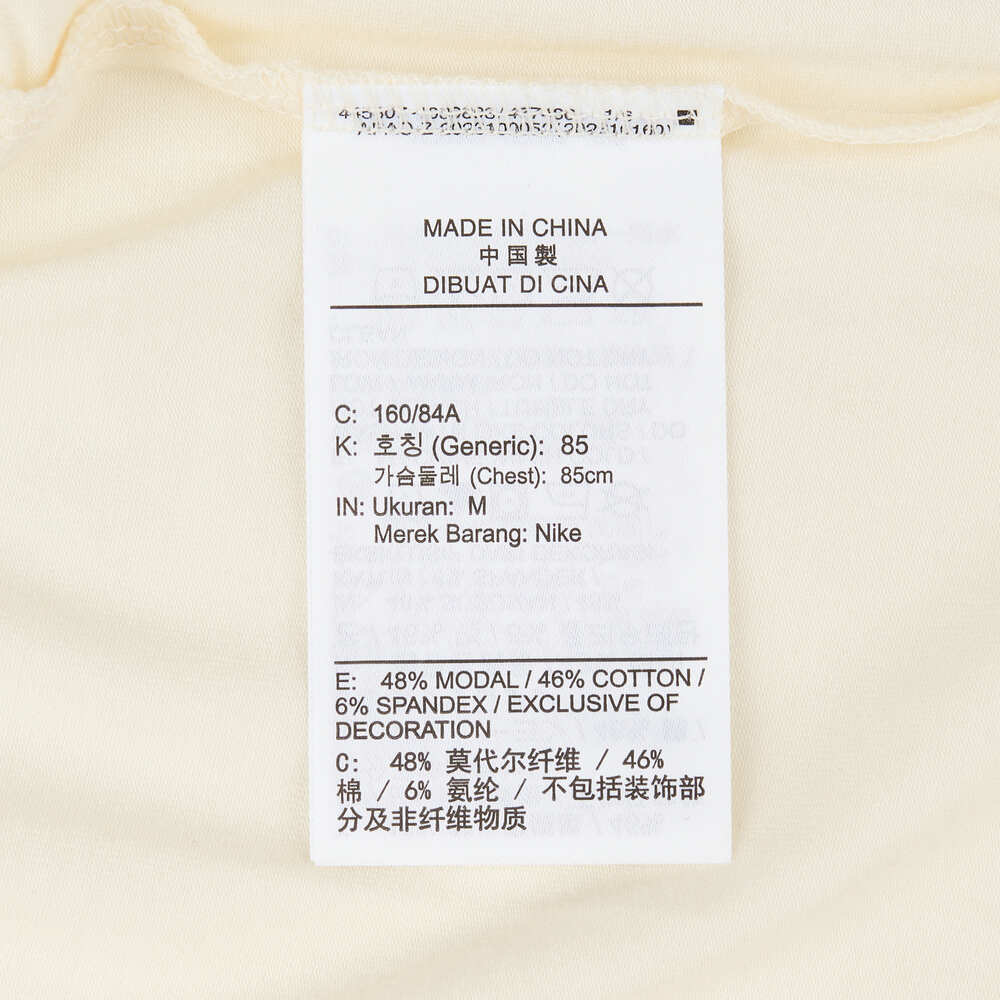 MADE IN CHINA
中国製
DIBUAT DI CINA
C: 160/84A
K: 호칭 (Generic): 85
가슴둘레 (Chest): 85cm
IN: Ukuran: M
Merek Barang: Nike
E: 48% MODAL / 46% COTTON /
6% SPANDEX / EXCLUSIVE OF
DECORATION
C: 48% 莫代尔纤维 / 46%
棉 / 6% 氨纶 / 不包括装饰部
分及非纤维物质